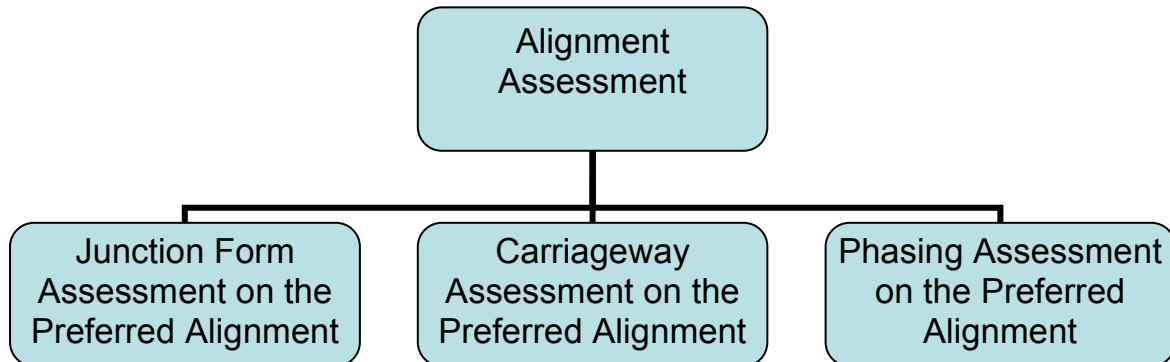 Alignment
Assessment
Junction Form
Assessment on the
Preferred Alignment
Carriageway
Assessment on the
Preferred Alignment
Phasing Assessment
on the Preferred
Alignment